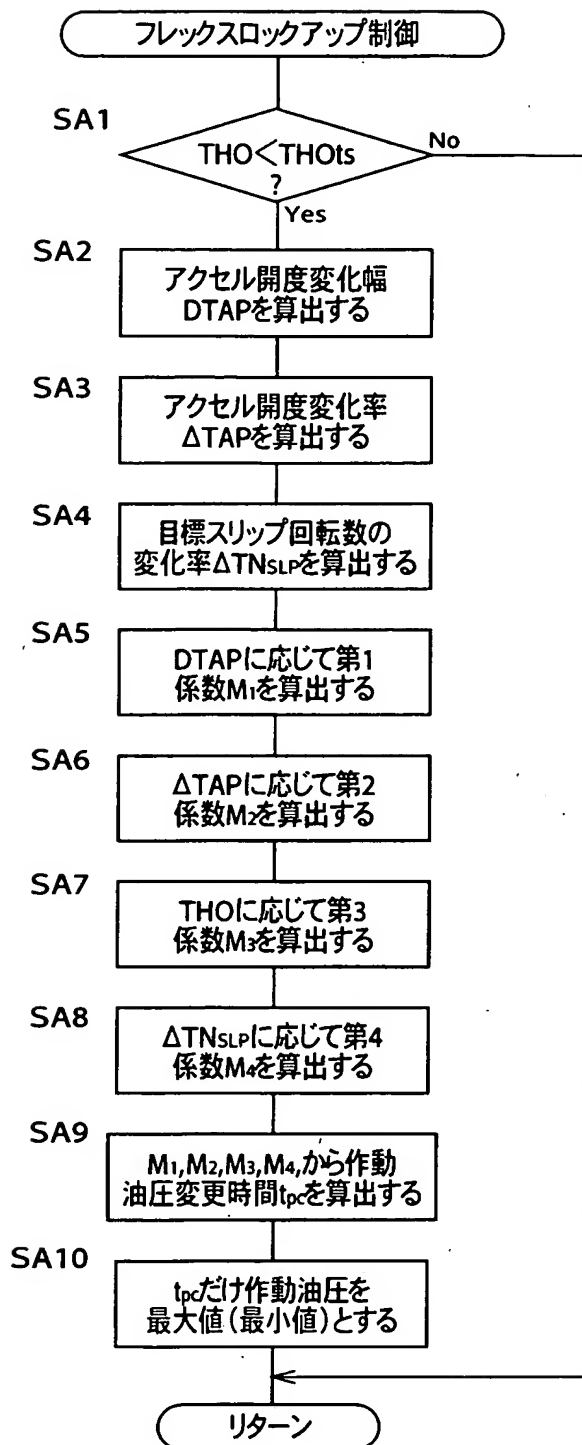 フレックスロックアップ制御
SA1
THO<THOts
?
No
Yes
SA2
アクセル開度変化幅
DTAPを算出する
SA3
アクセル開度変化率
ΔTAPを算出する
SA4
目標スリップ回転数の
変化率ΔTNSLPを算出する
SA5
DTAPに応じて第1
係数M1を算出する
SA6
ΔTAPに応じて第2
係数M2を算出する
SA7
THOに応じて第3
係数M3を算出する
SA8
ΔTNSLPに応じて第4
係数M4を算出する
SA9
M1,M2,M3,M4,から作動
油圧変更時間tpcを算出する
SA10
tpcだけ作動油圧を
最大値(最小値)とする
リターン